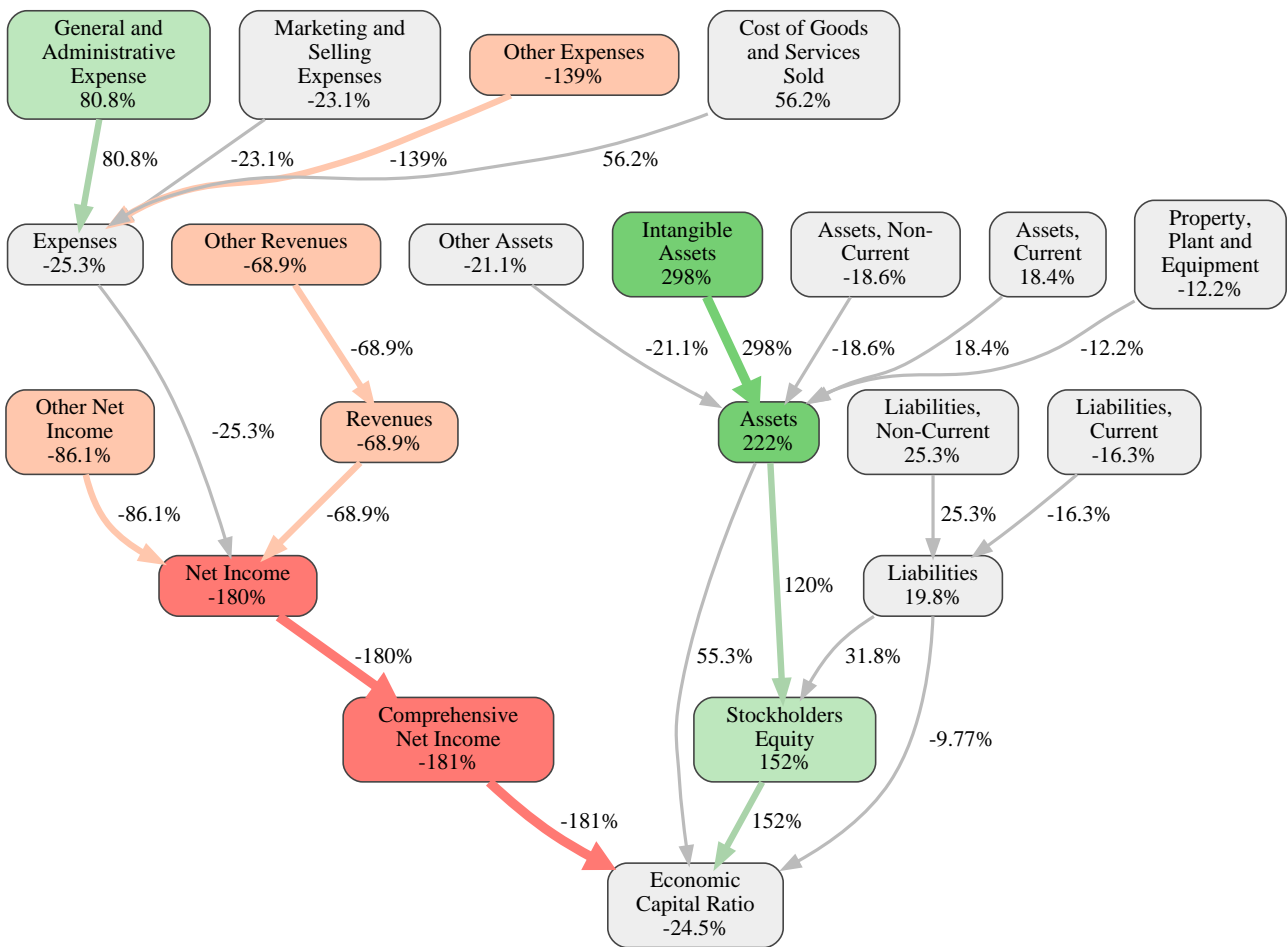 General and
Administrative
Expense
80.8%
Marketing and
Selling
Expenses
-23.1%
Other Expenses
-139%
Cost of Goods
and Services
Sold
56.2%
80.8%
-23.1%
-139%
56.2%
Expenses
-25.3%
Other Revenues
-68.9%
Other Assets
-21.1%
Intangible
Assets
298%
Assets, Non-
Current
-18.6%
Assets,
Current
18.4%
Property,
Plant and
Equipment
-12.2%
-68.9%
-21.1%
298%
-18.6%
18.4%
-12.2%
Other Net
Income
-86.1%
-25.3%
Revenues
-68.9%
Assets
222%
Liabilities,
Non-Current
25.3%
Liabilities,
Current
-16.3%
-86.1%
-68.9%
25.3%
-16.3%
Net Income
-180%
120%
Liabilities
19.8%
-180%
55.3%
31.8%
Comprehensive
Net Income
-181%
Stockholders
Equity
152%
-9.77%
-181%
152%
Economic
Capital Ratio
-24.5%